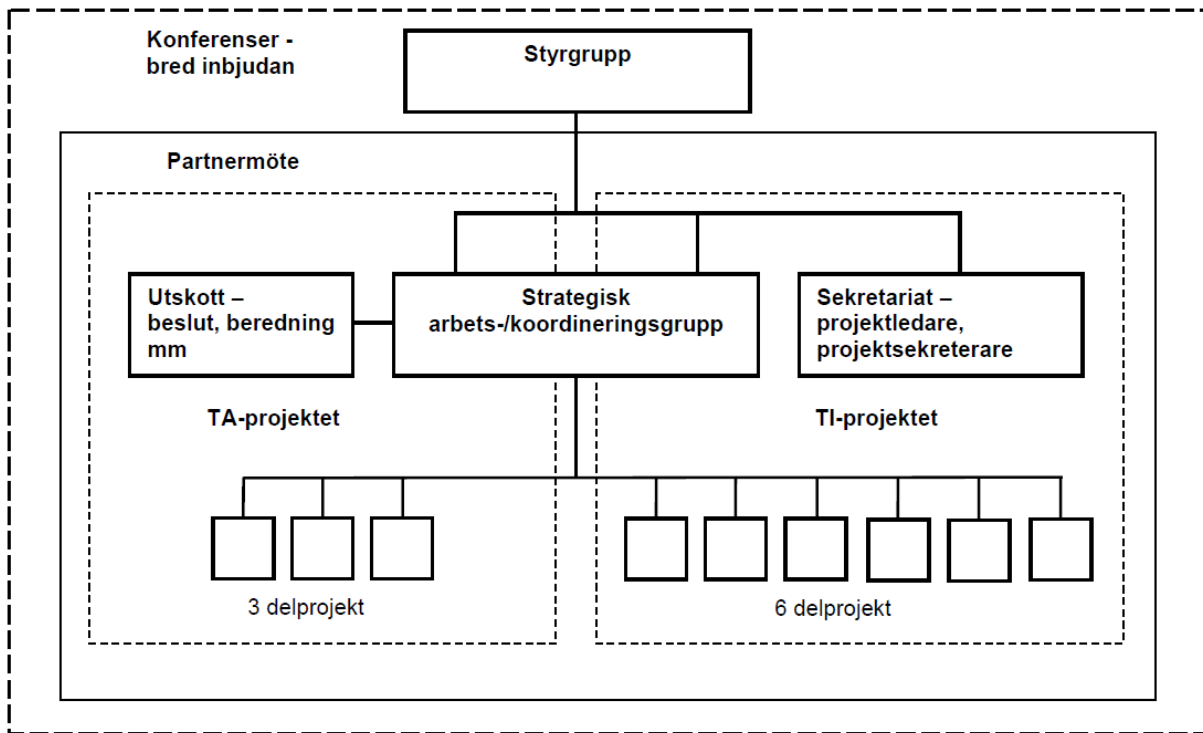 Konferenser -
bred inbjudan
Styrgrupp
Partnermöte
Utskott –
beslut, beredning
mm
Strategisk
arbets-/koordineringsgrupp
Sekretariat –
projektledare,
projektsekreterare
TA-projektet
TI-projektet
3 delprojekt
6 delprojekt